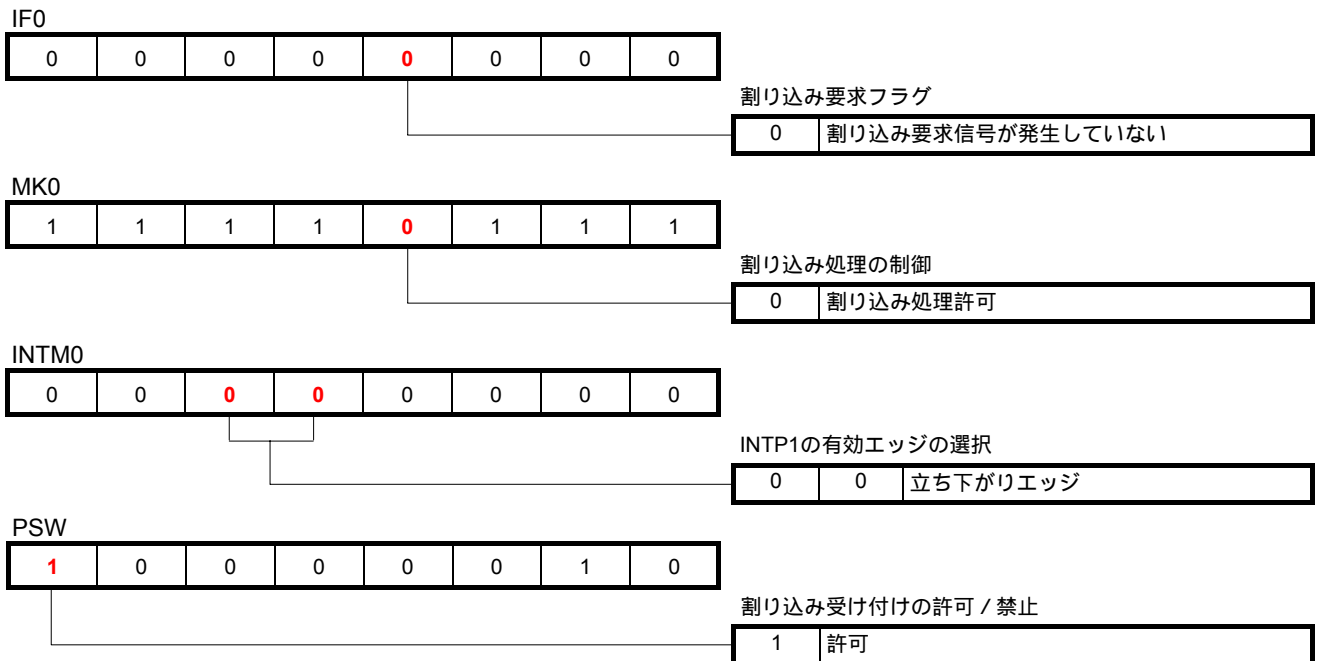 IF0
0 0 0 0 0 0 0 0
割り込み要求フラグ
0 割り込み要求信号が発生していない
MK0
1 1 1 1 0 1 1 1
割り込み処理の制御
0 割り込み処理許可
INTM0
0 0 0 0 0 0 0 0
INTP1の有効エッジの選択
0 0 立ち下がりエッジ
PSW
1 0 0 0 0 0 1 0
割り込み受け付けの許可 / 禁止
1 許可